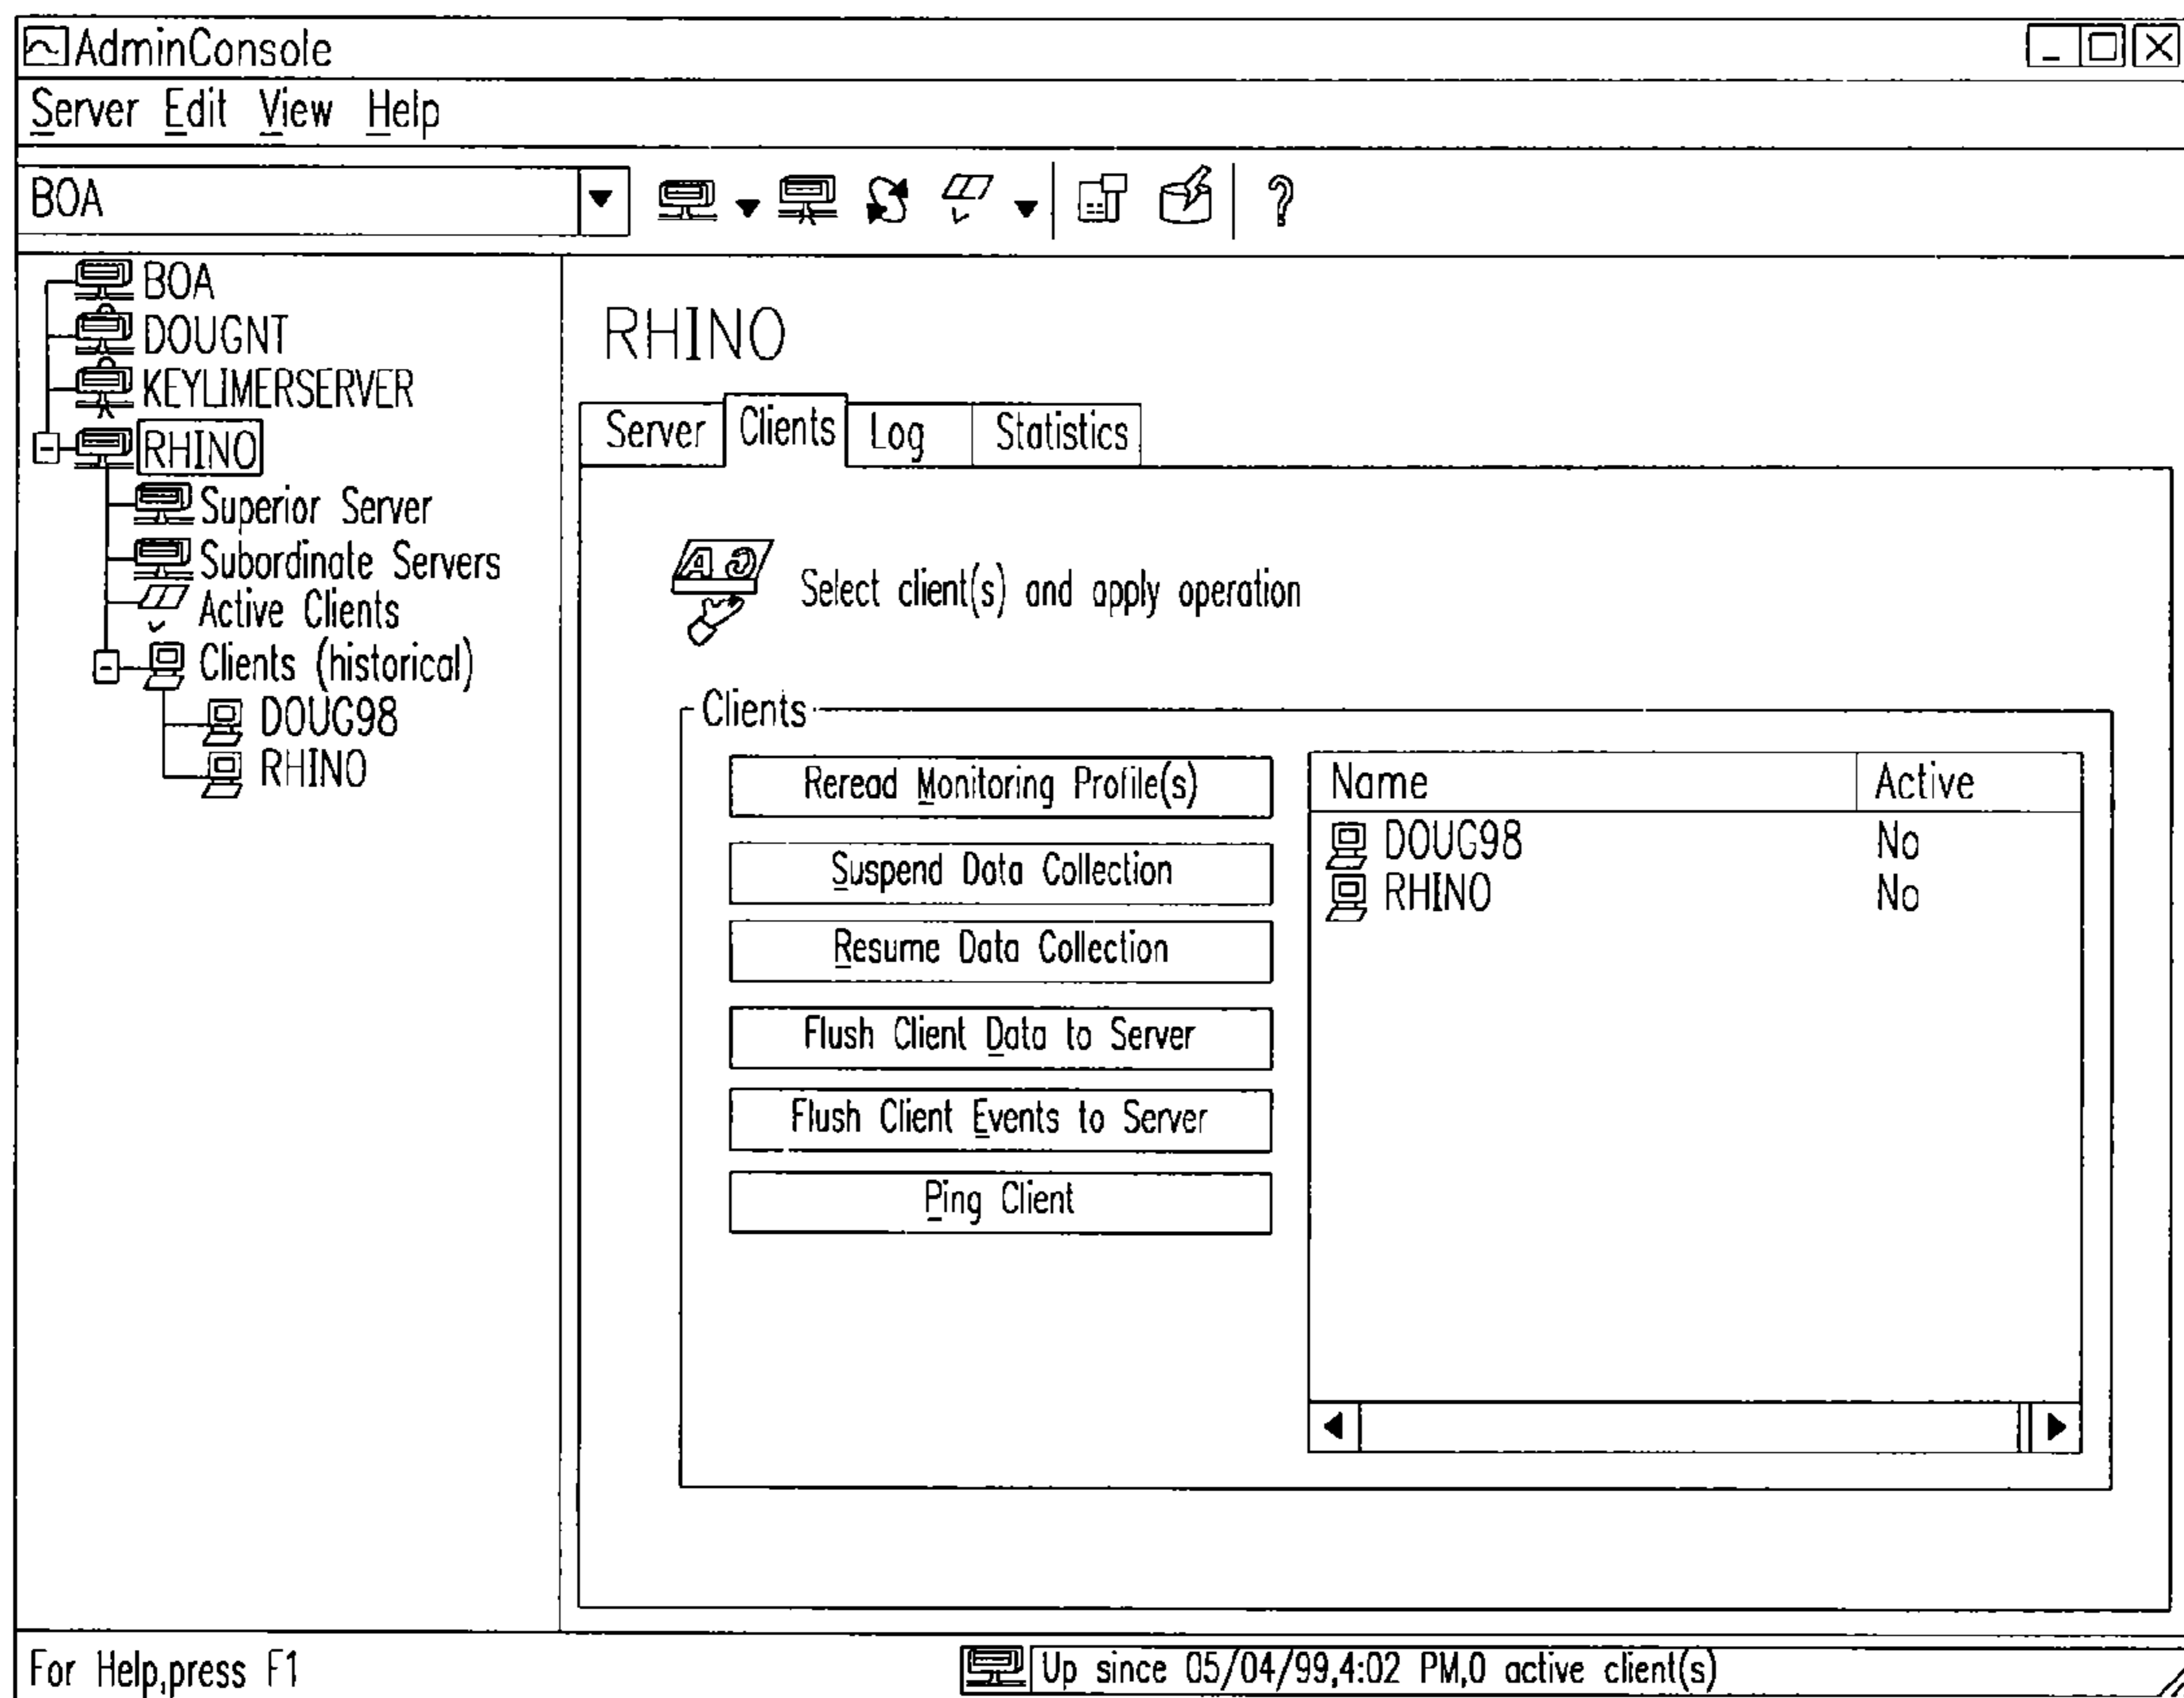 AdminConsole
Server Edit View Help
BOA
BOA
DOUGNT
KEYLIMERSERVER
RHINO
Superior Server
Subordinate Servers
Active Clients
Clients (historical)
DOUG98
RHINO
RHINO
Server Clients Log Statistics
Select client(s) and apply operation
Clients
Reread Monitoring Profile(s)
Suspend Data Collection
Resume Data Collection
Flush Client Data to Server
Flush Client Events to Server
Ping Client
Name Active
DOUG98 No
RHINO No
For Help,press F1
Up since 05/04/99,4:02 PM,0 active client(s)